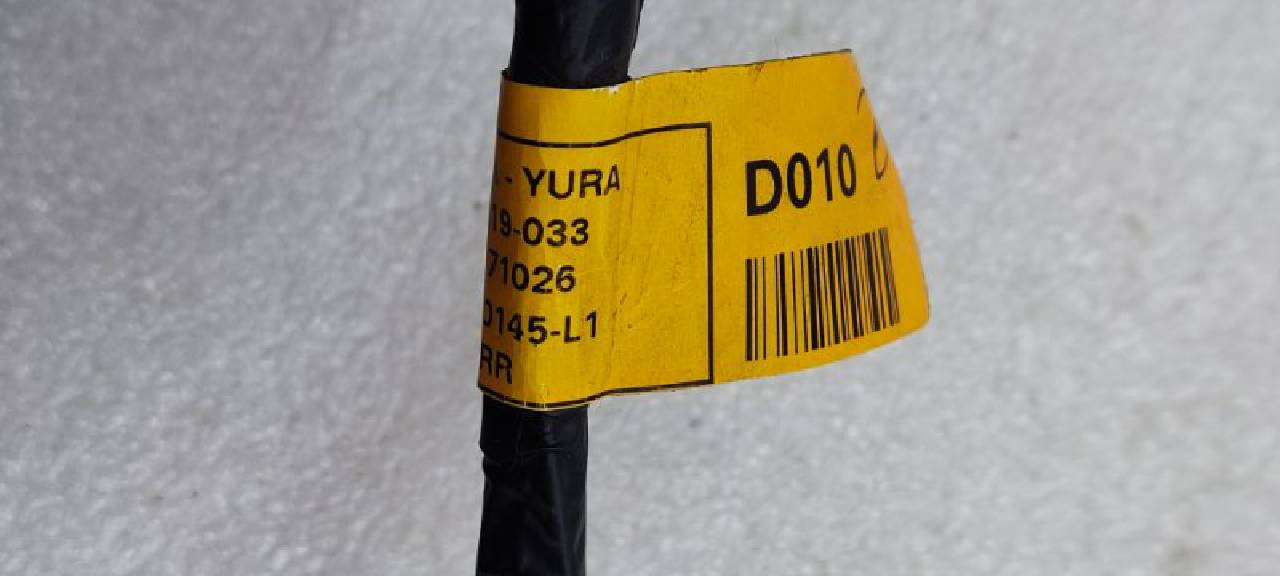 - YURA
19-033
71026
0145-L1
RR
D010